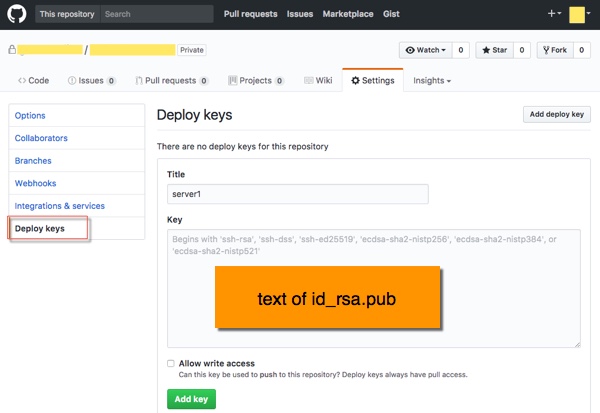 This repository Search Pull requests Issues Marketplace Gist
/ Private Watch 0 Star 0 Fork 0
Code Issues 0 Pull requests 0 Projects 0 Wiki Settings Insights
Options
Collaborators
Branches
Webhooks
Integrations & services
Deploy keys
Deploy keys Add deploy key
There are no deploy keys for this repository
Title
server1
Key
Begins with 'ssh-rsa', 'ssh-dss', 'ssh-ed25519', 'ecdsa-sha2-nistp256', 'ecdsa-sha2-nistp384', or
'ecdsa-sha2-nistp521'
text of id_rsa.pub
Allow write access
Can this key be used to push to this repository? Deploy keys always have pull access.
Add key